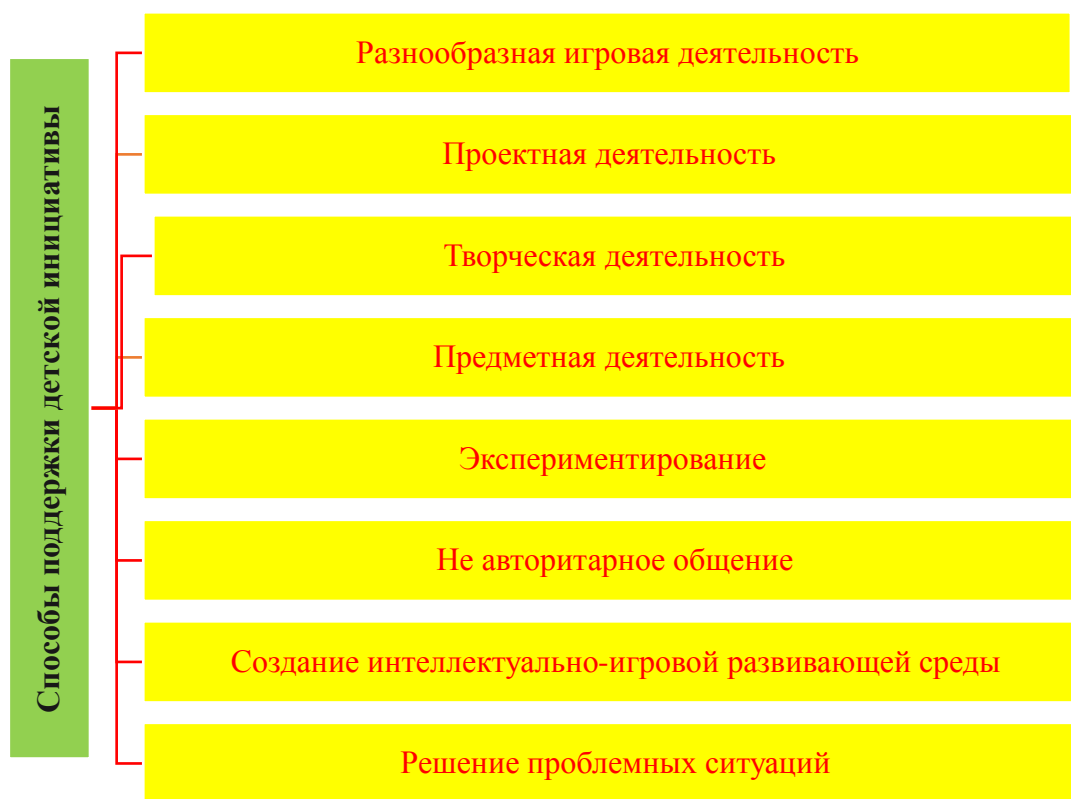 Способы поддержки детской инициативы
Разнообразная игровая деятельность
Проектная деятельность
Творческая деятельность
Предметная деятельность
Экспериментирование
Не авторитарное общение
Создание интеллектуально-игровой развивающей среды
Решение проблемных ситуаций